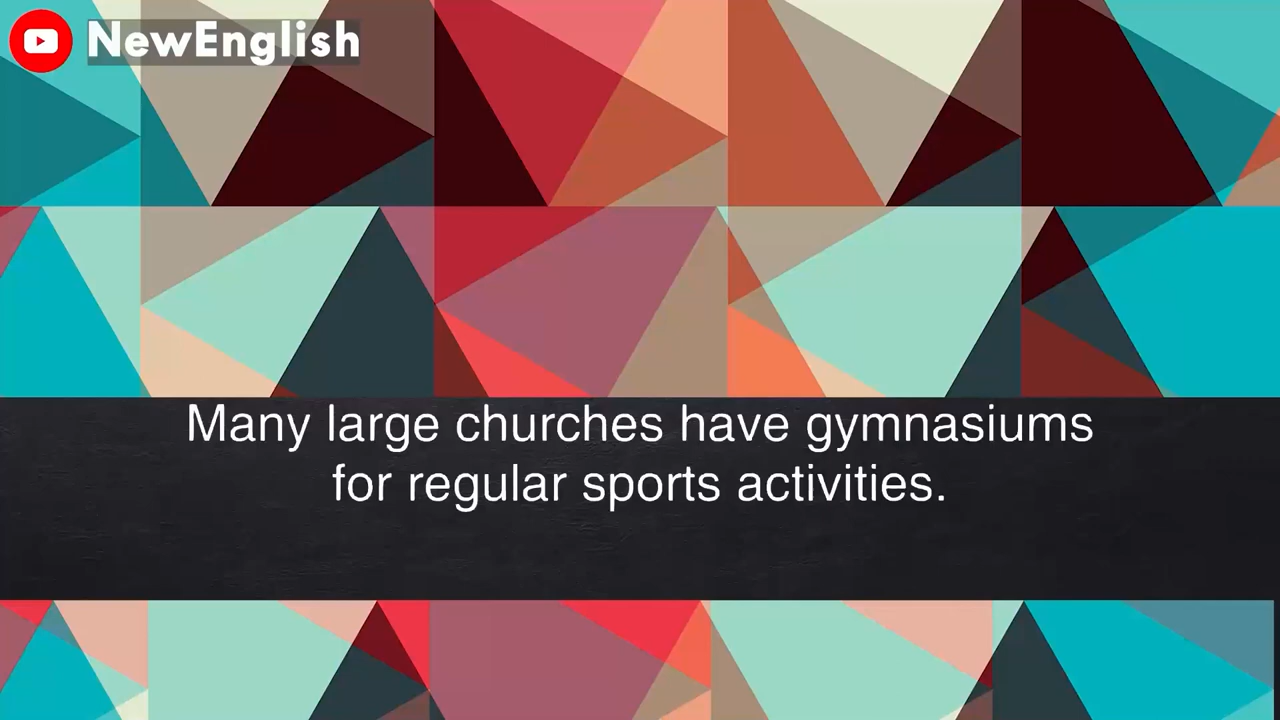 NewEnglish
Many large churches have gymnasiums
for regular sports activities.